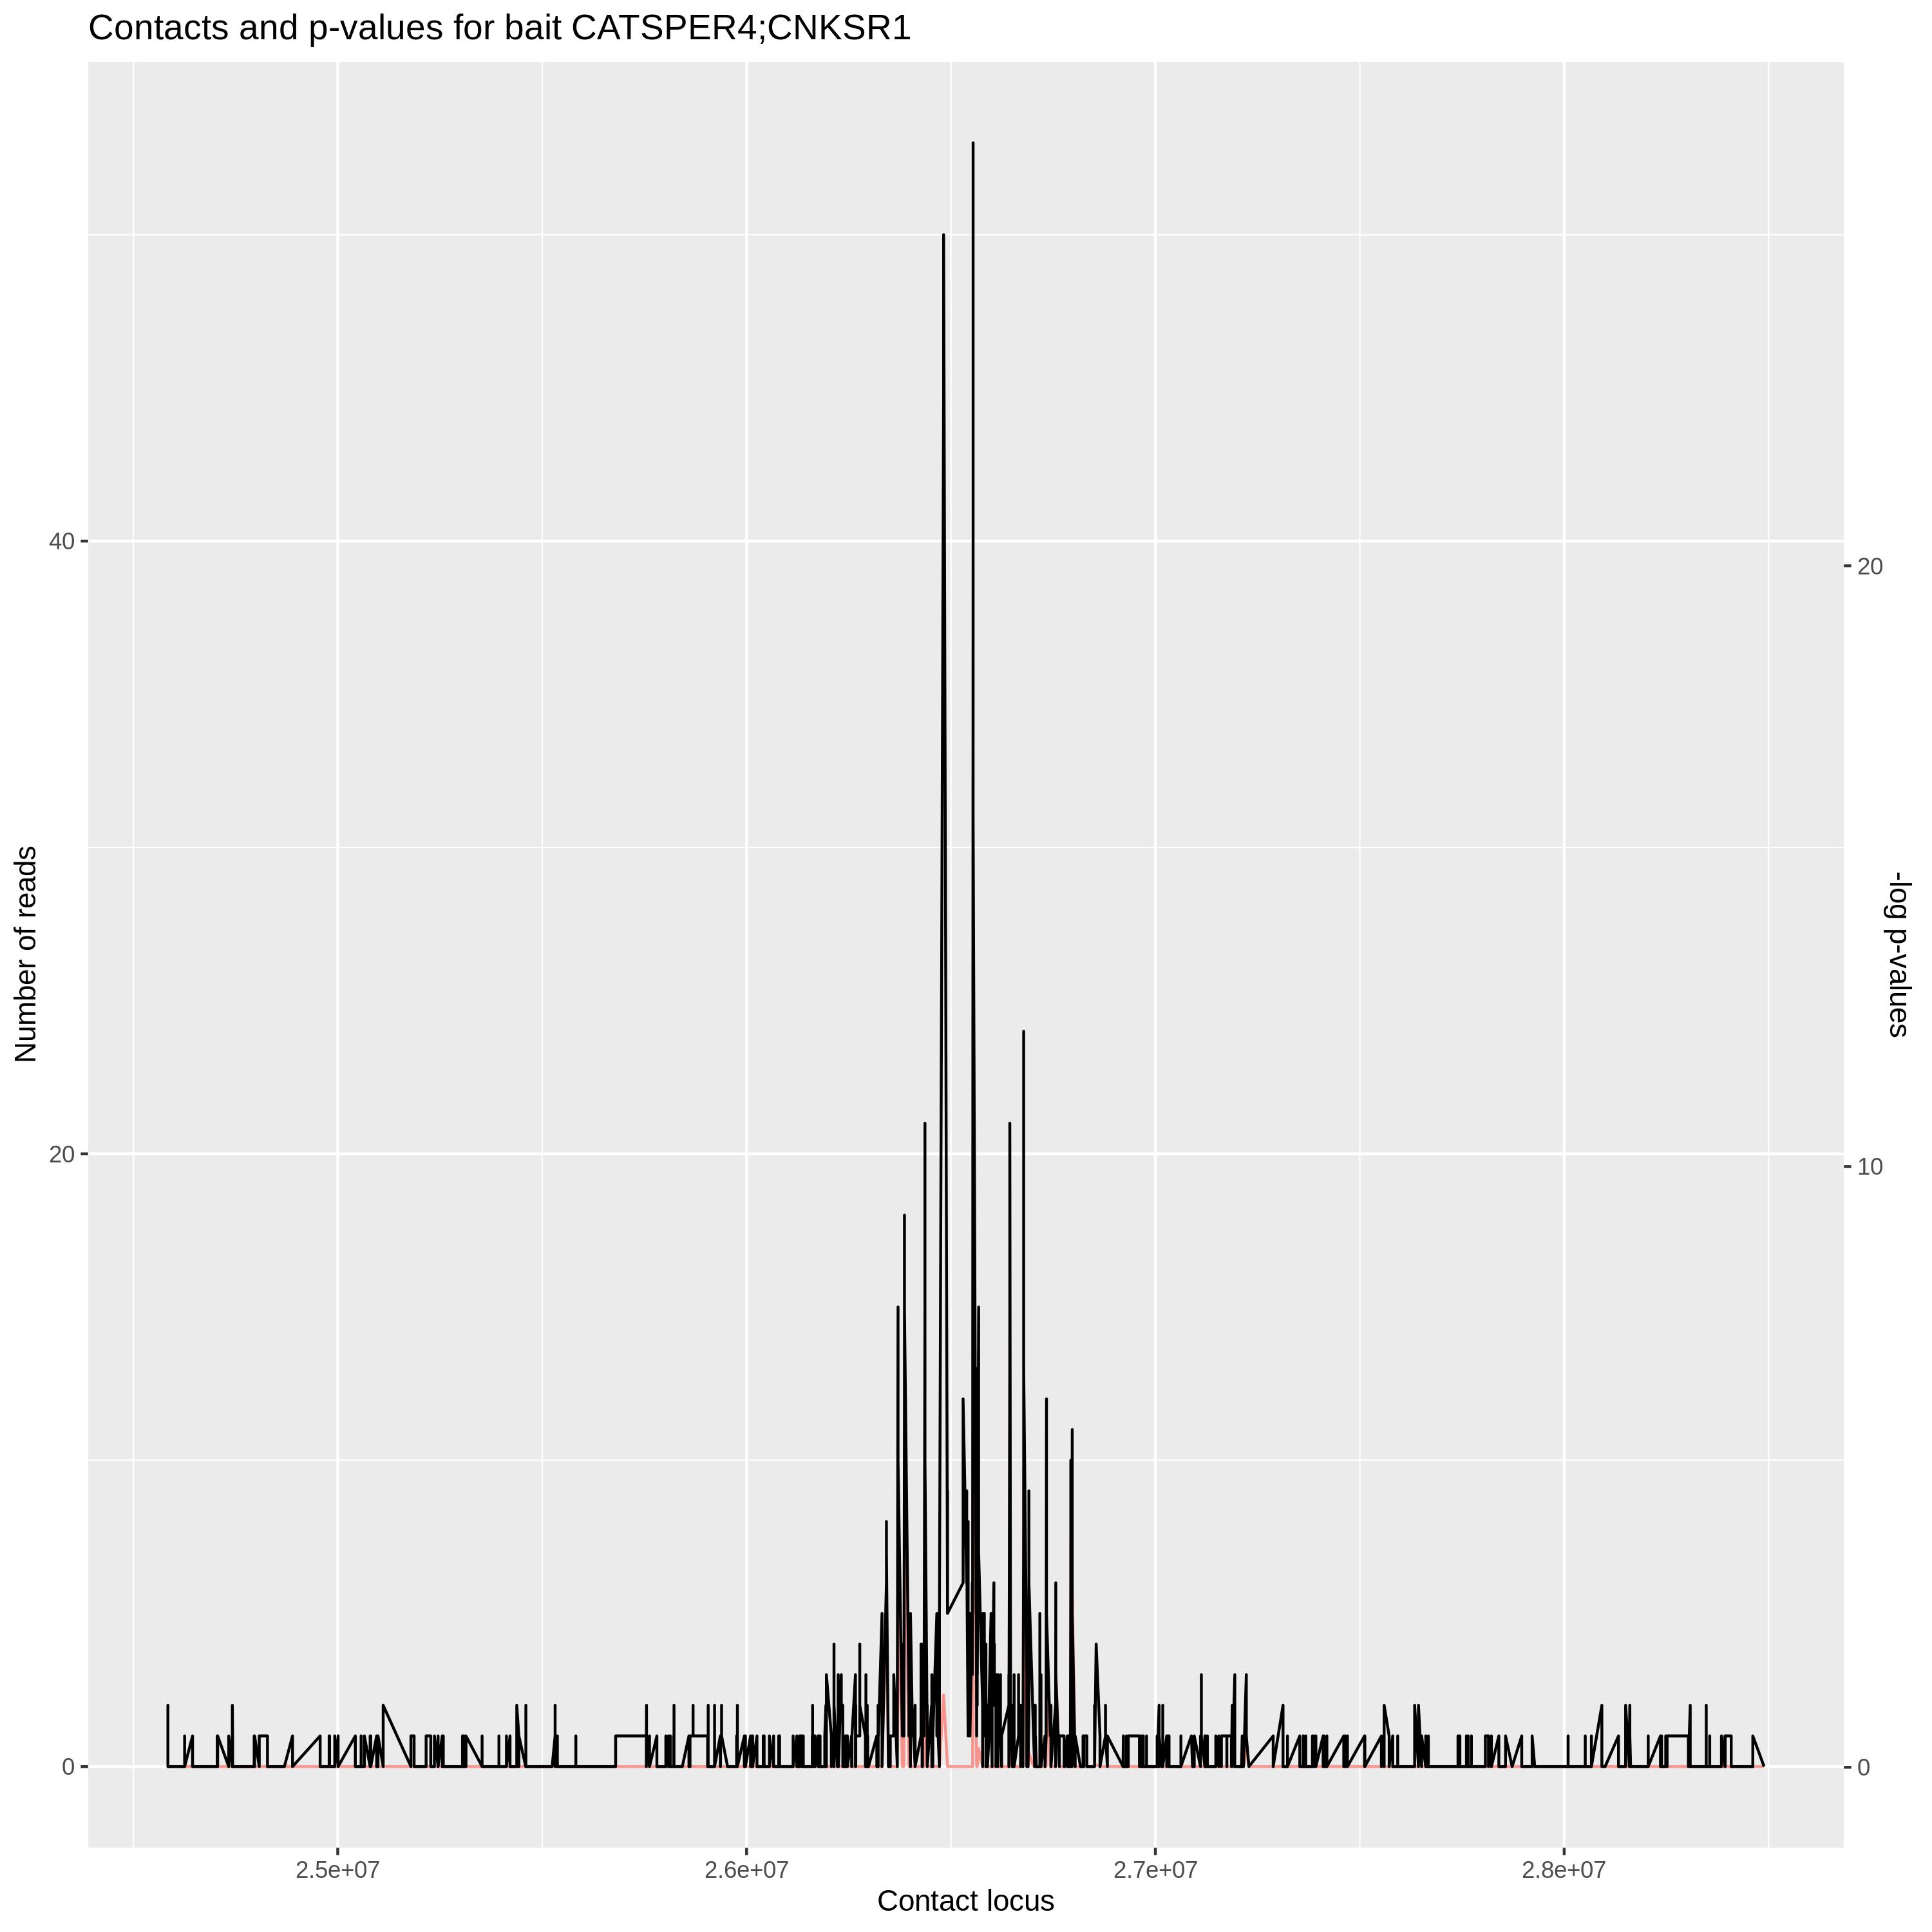 Contacts and p-values for bait CATSPER4;CNKSR1
Number of reads
40
20
0
-log p-values
20
10
0
2.5e+07
2.6e+07
2.7e+07
2.8e+07
Contact locus